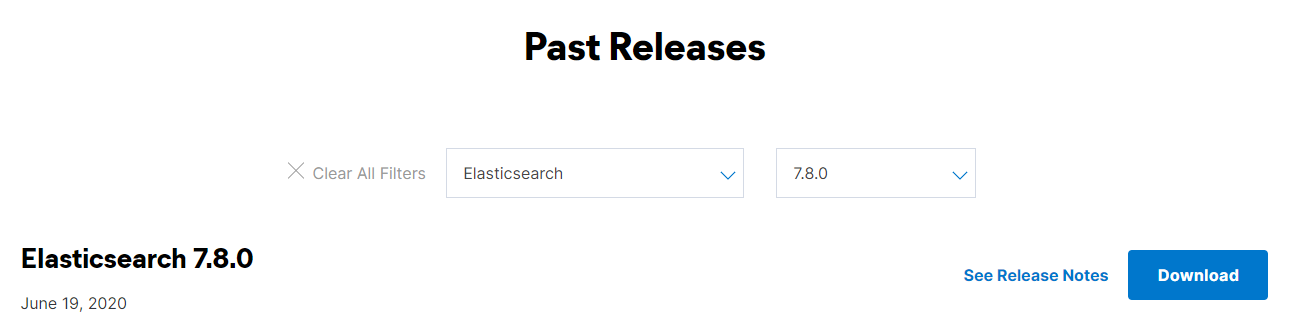 Past Releases
Clear All Filters
Elasticsearch
7.8.0
Elasticsearch 7.8.0
June 19, 2020
See Release Notes
Download